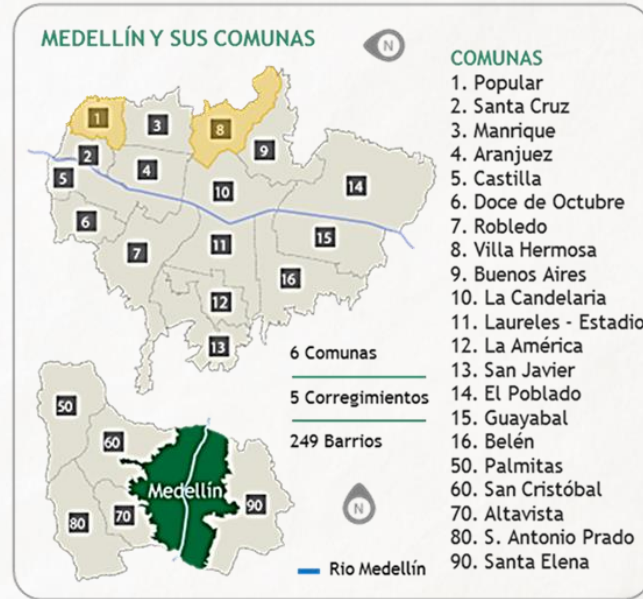 MEDELLÍN Y SUS COMUNAS
N
1
3
8
2
4
9
5
10
14
6
7
11
15
12
16
13
6 Comunas
5 Corregimientos
249 Barrios
50
60
Medellín
90
70
80
N
Rio Medellín
COMUNAS
1. Popular
2. Santa Cruz
3. Manrique
4. Aranjuez
5. Castilla
6. Doce de Octubre
7. Robledo
8. Villa Hermosa
9. Buenos Aires
10. La Candelaria
11. Laureles - Estadio
12. La América
13. San Javier
14. El Poblado
15. Guayabal
16. Belén
50. Palmitas
60. San Cristóbal
70. Altavista
80. S. Antonio Prado
90. Santa Elena